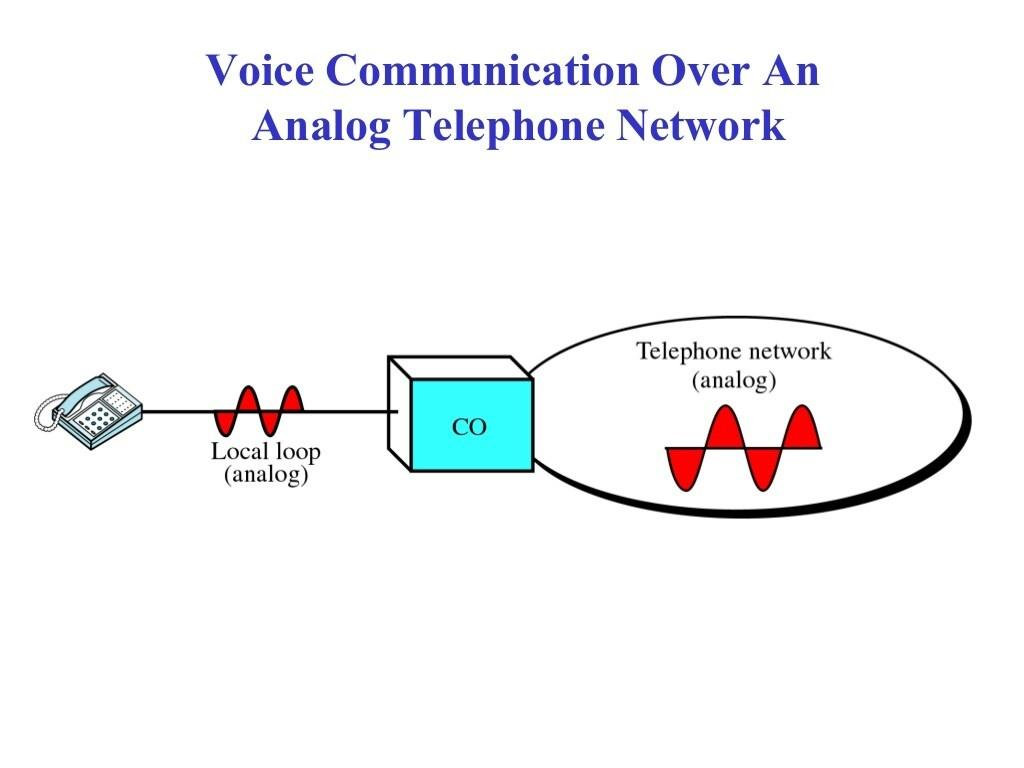 Voice Communication Over An
Analog Telephone Network
Telephone network
(analog)
CO
Local loop
(analog)